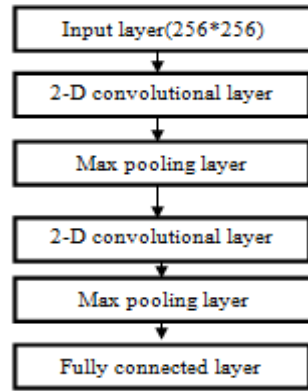 Input layer(256*256)
2-D convolutional layer
Max pooling layer
2-D convolutional layer
Max pooling layer
Fully connected layer